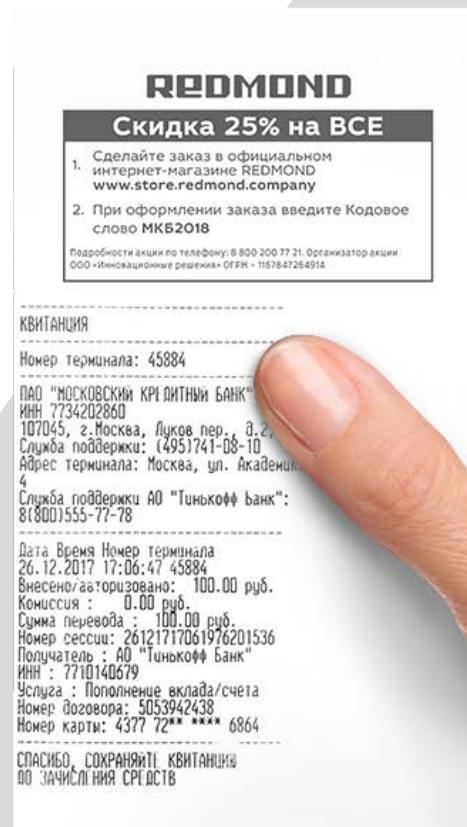 REDMOND
Скидка 25% на ВСЕ
1. Сделайте заказ в официальном
интернет-магазине REDMOND
www.store.redmond.company
2. При оформлении заказа введите Кодовое
слово МКБ2018
Подробности акции по телефону: 8 800 200 77 21. Организатор акции
ООО «Инновационные решения» ОГРН – 1167847264914
КВИТАНЦИЯ
Номер терминала: 45884
ПАО "МОСКОВСКИЙ КРЕДИТНЫЙ БАНК"
ИНН 7734202860
107045, г.Москва, Луков пер., д.2,
Служба поддержки: (495)741-08-10
Адрес терминала: Москва, ул.
4
Служба поддержки АО "Тинькофф Банк":
8(800)555-77-78
Дата Время Номер терминала
26.12.2017 17:06:47 45884
Внесено/авторизовано: 100.00 руб.
Комиссия : 0.00 руб.
Сумма перевода : 100.00 руб.
Номер сессии: 26121717061976201536
Получатель : АО "Тинькофф Банк"
ИНН : 7710140679
Услуга : Пополнение вклада/счета
Номер договора: 5053942438
Номер карты: 4377 72** **** 6864
СПАСИБО, СОХРАНЯЙТЕ КВИТАНЦИЮ
ДО ЗАЧИСЛЕНИЯ СРЕДСТВ